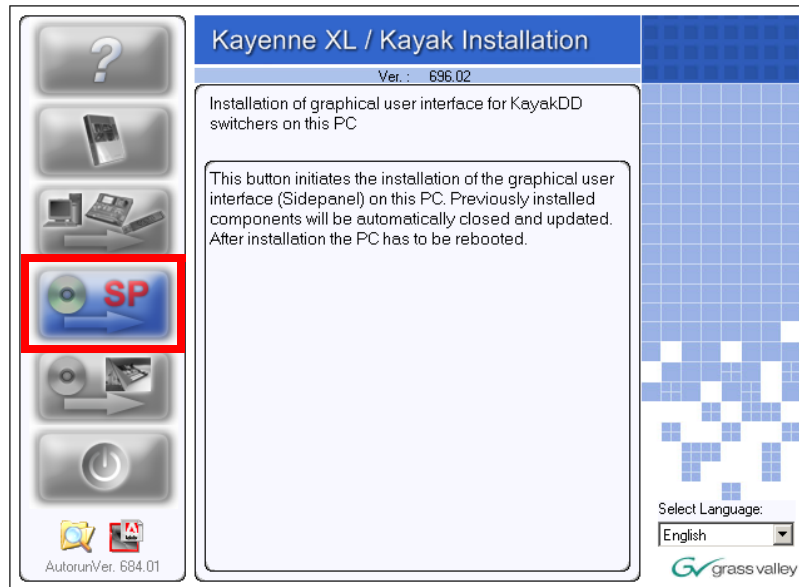 Kayenne XL / Kayak Installation
Ver. : 696.02
Installation of graphical user interface for KayakDD
switchers on this PC
This button initiates the installation of the graphical user
interface (Sidepanel) on this PC. Previously installed
components will be automatically closed and updated.
After installation the PC has to be rebooted.
?
SP
AutorunVer. 684.01
Select Language:
English
GV grass valley